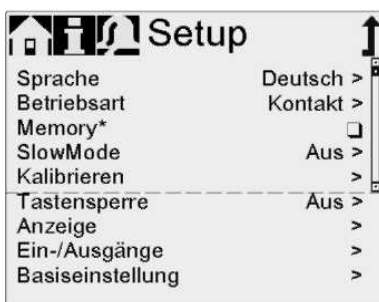 Setup
Sprache Deutsch >
Betriebsart Kontakt >
Memory*
SlowMode Aus >
Kalibrieren >
Tastensperre Aus >
Anzeige >
Ein-/Ausgänge >
Basiseinstellung >